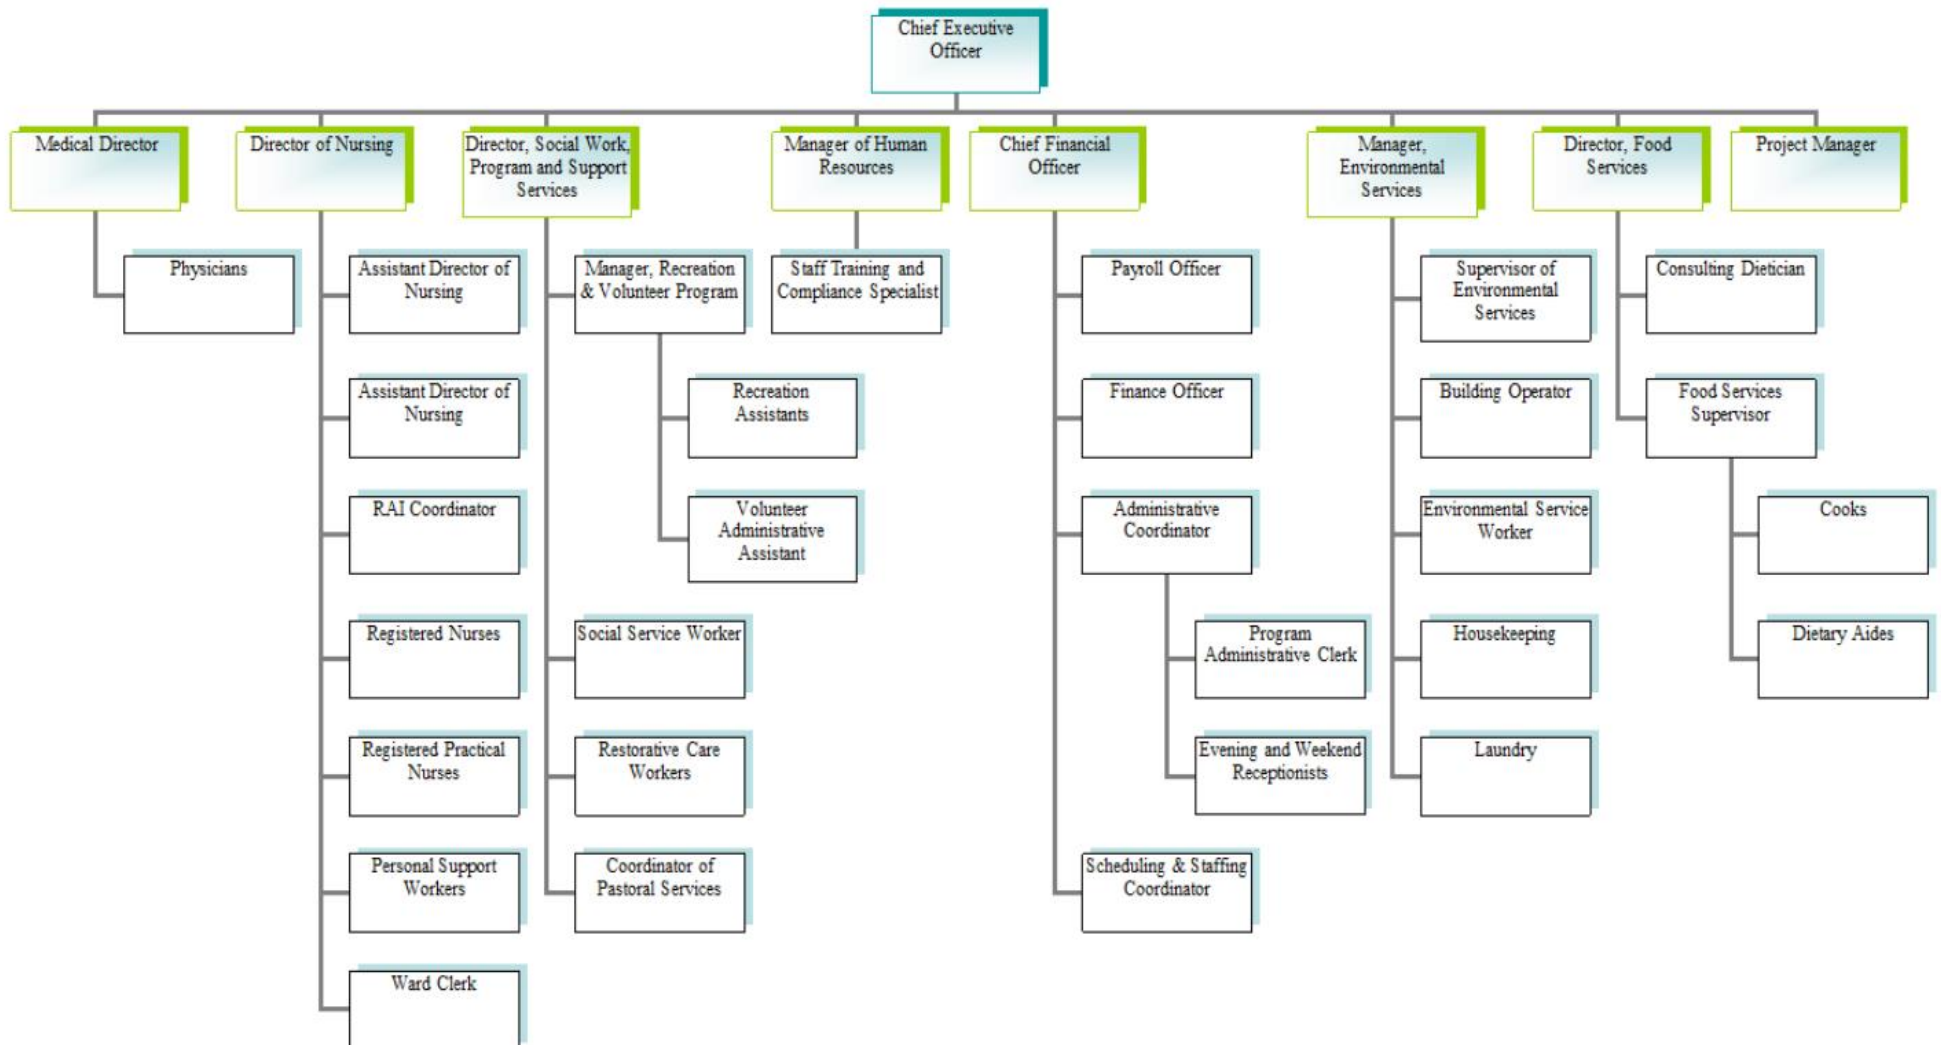 Chief Executive
Officer
Medical Director
Director of Nursing
Director, Social Work,
Program and Support
Services
Manager of Human
Resources
Chief Financial
Officer
Manager,
Environmental
Services
Director, Food
Services
Project Manager
Physicians
Assistant Director of
Nursing
Assistant Director of
Nursing
RAI Coordinator
Registered Nurses
Registered Practical
Nurses
Personal Support
Workers
Ward Clerk
Manager, Recreation
& Volunteer Program
Recreation
Assistants
Volunteer
Administrative
Assistant
Social Service Worker
Restorative Care
Workers
Coordinator of
Pastoral Services
Staff Training and
Compliance Specialist
Payroll Officer
Finance Officer
Administrative
Coordinator
Program
Administrative Clerk
Evening and Weekend
Receptionists
Scheduling & Staffing
Coordinator
Supervisor of
Environmental
Services
Building Operator
Environmental Service
Worker
Housekeeping
Laundry
Consulting Dietician
Food Services
Supervisor
Cooks
Dietary Aides